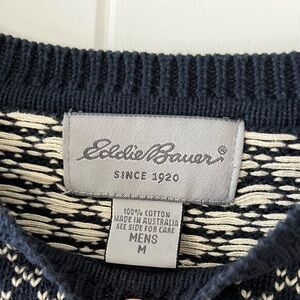 Eddie Bauer®
SINCE 1920
100% COTTON
MADE IN AUSTRALIA
SEE SIDE FOR CARE
MENS
M